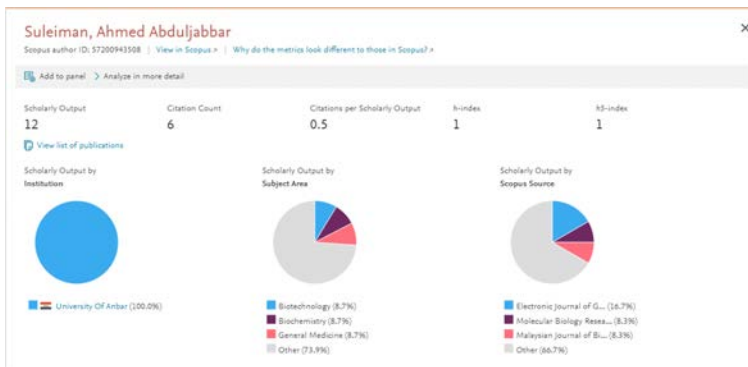 Suleiman, Ahmed Abduljabbar
Scopus author ID: 57200943508 | View in Scopus > | Why do the metrics look different to those in Scopus? >
Add to panel > Analyze in more detail
Scholarly Output
12
Citation Count
6
Citations per Scholarly Output
0.5
h-index
1
h5-index
1
View list of publications
Scholarly Output by
Institution
University Of Anbar (100.0%)
Scholarly Output by
Subject Area
Biotechnology (8.7%)
Biochemistry (8.7%)
General Medicine (8.7%)
Other (73.9%)
Scholarly Output by
Scopus Source
Electronic Journal of G... (16.7%)
Molecular Biology Resea... (8.3%)
Malaysian Journal of Bi... (8.3%)
Other (66.7%)